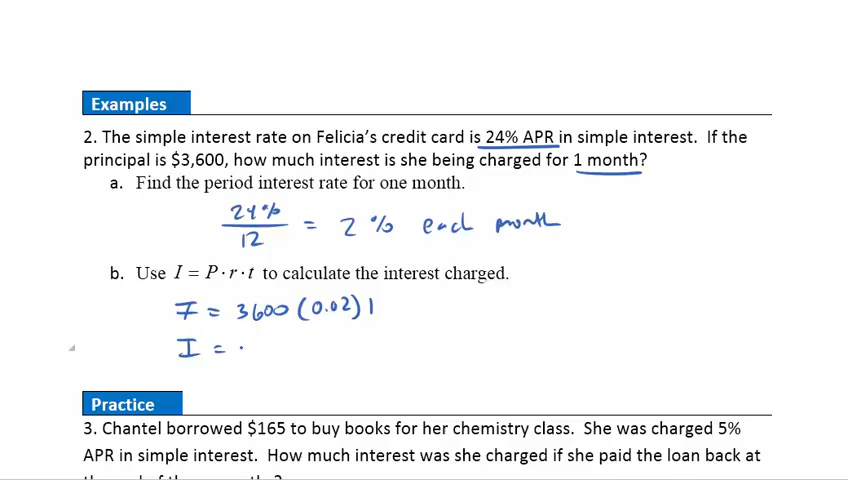 Examples
2. The simple interest rate on Felicia's credit card is 24% APR in simple interest. If the
principal is $3,600, how much interest is she being charged for 1 month?
a. Find the period interest rate for one month.
24%
12
= 2 % each month
b. Use I = P · r · t to calculate the interest charged.
I = 3600 (0.02) 1
I =
Practice
3. Chantel borrowed $165 to buy books for her chemistry class. She was charged 5%
APR in simple interest. How much interest was she charged if she paid the loan back at